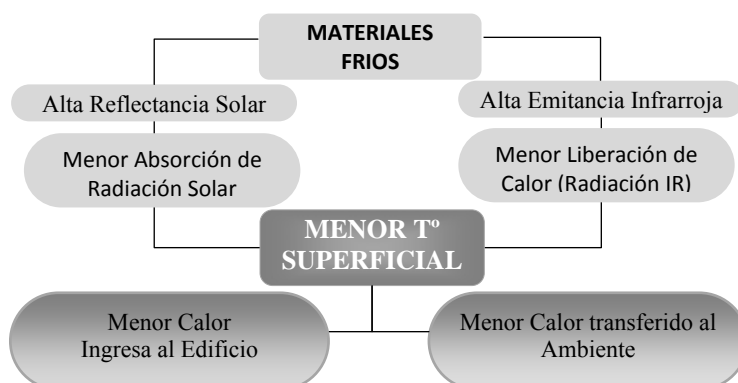 MATERIALES
FRIOS
Alta Reflectancia Solar
Alta Emitancia Infrarroja
Menor Absorción de
Radiación Solar
Menor Liberación de
Calor (Radiación IR)
MENOR Tº
SUPERFICIAL
Menor Calor
Ingresa al Edificio
Menor Calor transferido al
Ambiente